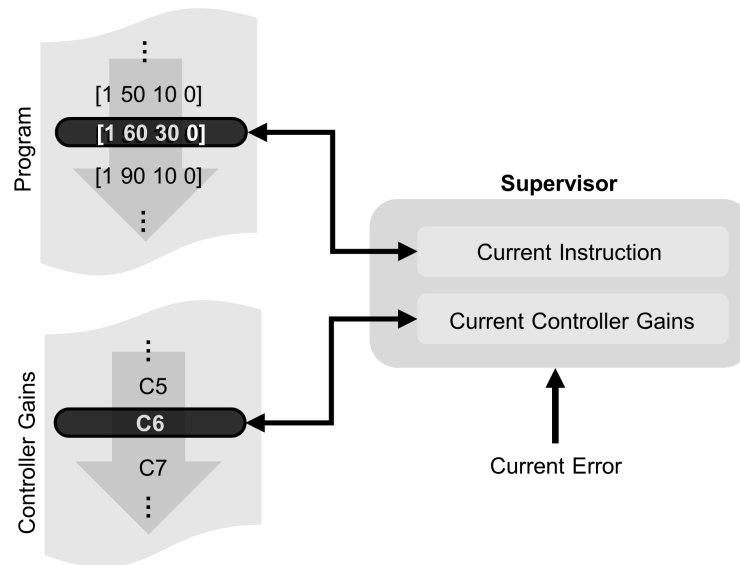 Program
⋮
[1 50 10 0]
[1 60 30 0]
[1 90 10 0]
⋮
Supervisor
Current Instruction
Current Controller Gains
Current Error
Controller Gains
⋮
C5
C6
C7
⋮